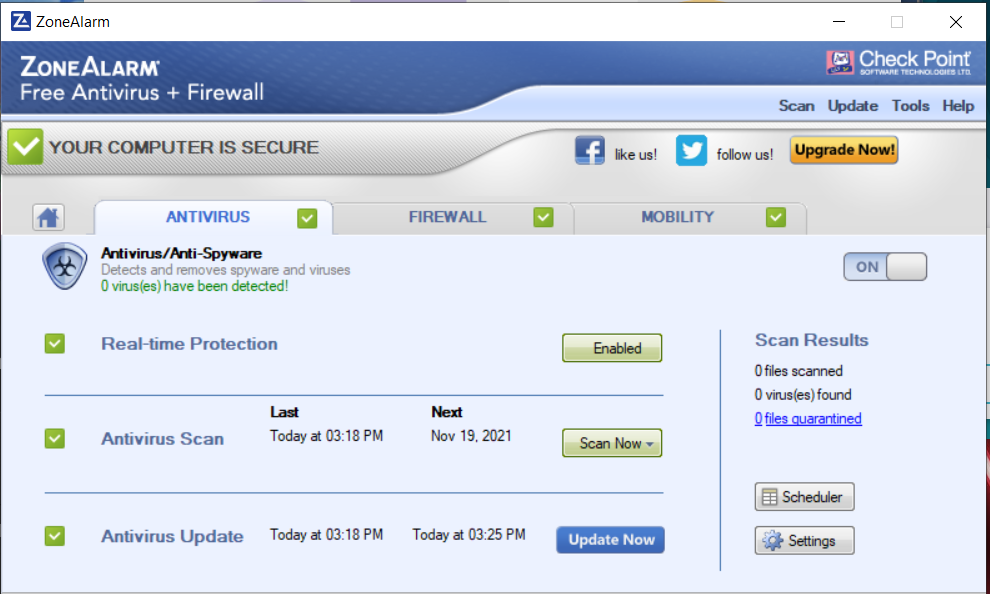 ZoneAlarm
ZONEALARM
Free Antivirus + Firewall
Check Point
SOFTWARE TECHNOLOGIES LTD.
Scan Update Tools Help
YOUR COMPUTER IS SECURE
like us! follow us! Upgrade Now!
ANTIVIRUS FIREWALL MOBILITY
Antivirus/Anti-Spyware
Detects and removes spyware and viruses
0 virus(es) have been detected!
ON
Real-time Protection Enabled
Last Next
Antivirus Scan Today at 03:18 PM Nov 19, 2021 Scan Now
Antivirus Update Today at 03:18 PM Today at 03:25 PM Update Now
Scan Results
0 files scanned
0 virus(es) found
0 files quarantined
Scheduler
Settings